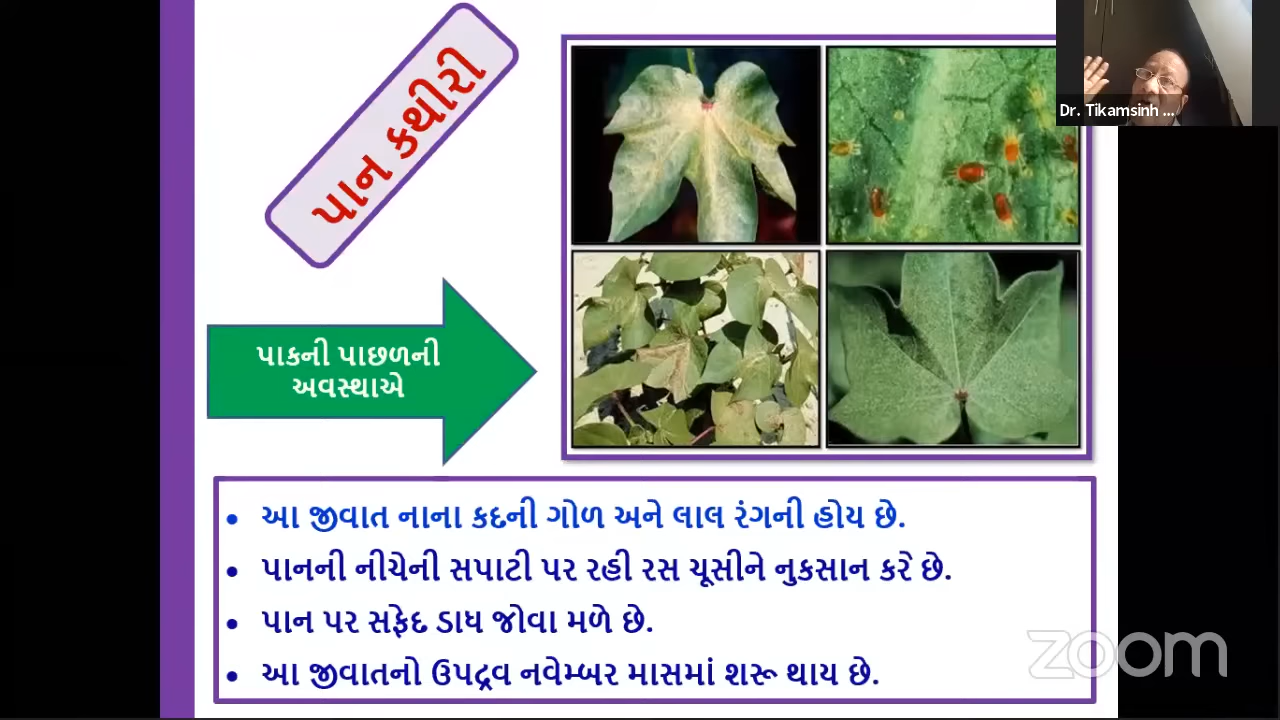 પાન કથીરી
Dr. Tikamsinh ...
પાકની પાછળની
અવસ્થાએ
• આ જીવાત નાના કદની ગોળ અને લાલ રંગની હોય છે.
• પાનની નીચેની સપાટી પર રહી રસ ચૂસીને નુકસાન કરે છે.
• પાન પર સફેદ ડાઘ જોવા મળે છે.
• આ જીવાતનો ઉપદ્રવ નવેમ્બર માસમાં શરૂ થાય છે.
zoom